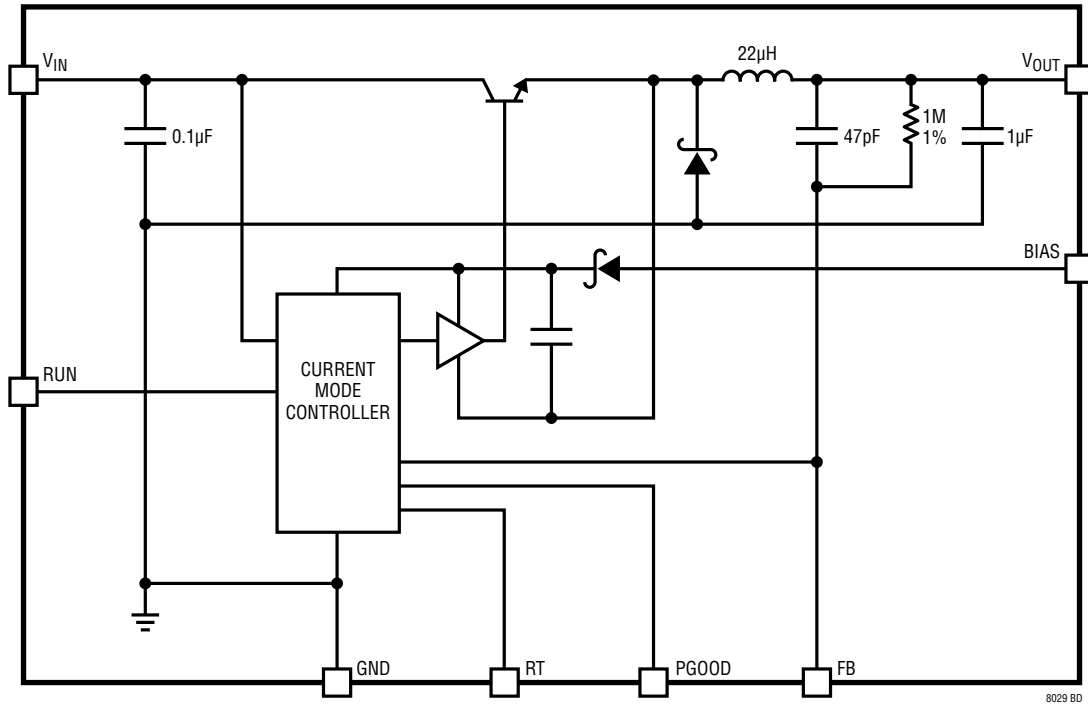 22µH
VIN
VOUT
0.1µF
47pF
1M
1%
1µF
BIAS
RUN
CURRENT
MODE
CONTROLLER
GND
RT
PGOOD
FB
8029 BD